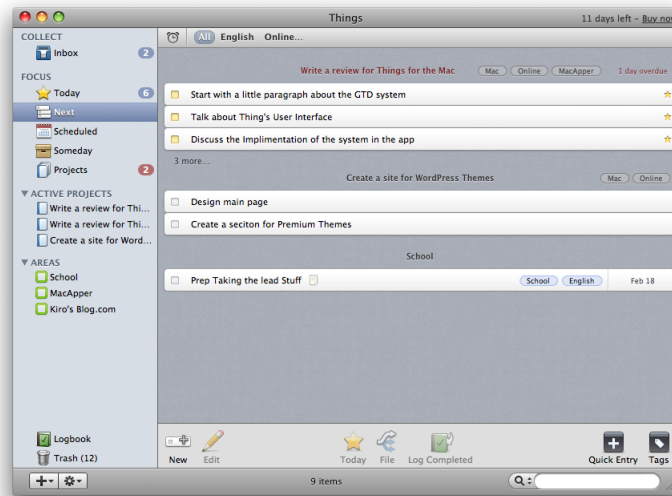 Things
11 days left - Buy now
COLLECT
Inbox 2
FOCUS
Today 6
Next
Scheduled
Someday
Projects 2
ACTIVE PROJECTS
Write a review for Thi...
Write a review for Thi...
Create a site for Word...
AREAS
School
MacApper
Kiro's Blog.com
Logbook
Trash (12)
All English Online...
Write a review for Things for the Mac Mac Online MacApper 1 day overdue
Start with a little paragraph about the GTD system
Talk about Thing's User Interface
Discuss the Implimentation of the system in the app
3 more...
Create a site for WordPress Themes Mac Online
Design main page
Create a seciton for Premium Themes
School
Prep Taking the lead Stuff School English Feb 18
New Edit Today File Log Completed Quick Entry Tags
9 items